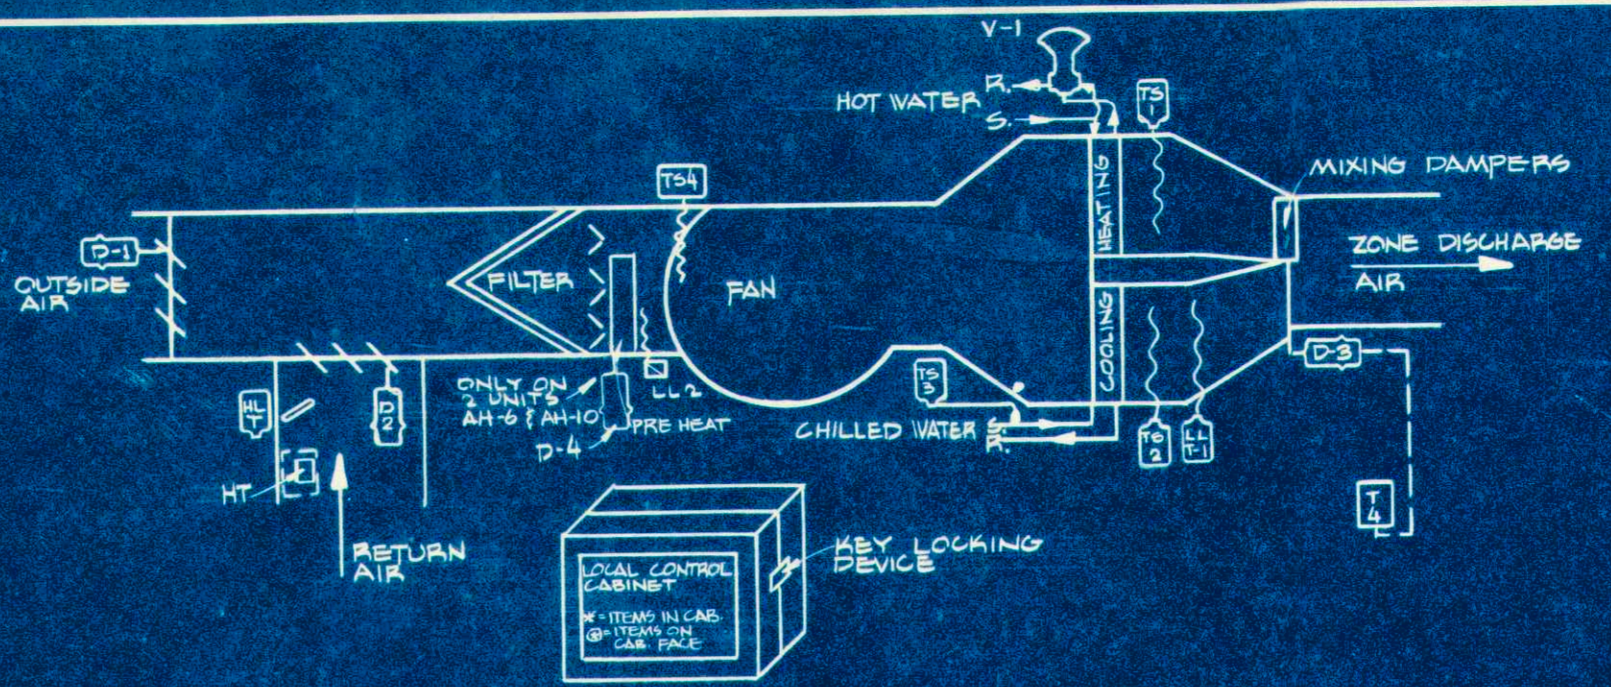 V-1
R.
HOT WATER
S.
TS
1
MIXING DAMPERS
TS4
D-1
OUTSIDE
AIR
FILTER
FAN
HEATING
ZONE DISCHARGE
AIR
COOLING
D-3
HL
T
D
2
ONLY ON
2 UNITS
AH-6 & AH-10
LL-2
PRE HEAT
D-4
TS
3
CHILLED WATER S.
R.
TS
2
LL
T-1
HT
T
4
RETURN
AIR
KEY LOCKING
DEVICE
LOCAL CONTROL
CABINET
* = ITEMS IN CAB.
⊛ = ITEMS ON
CAB. FACE